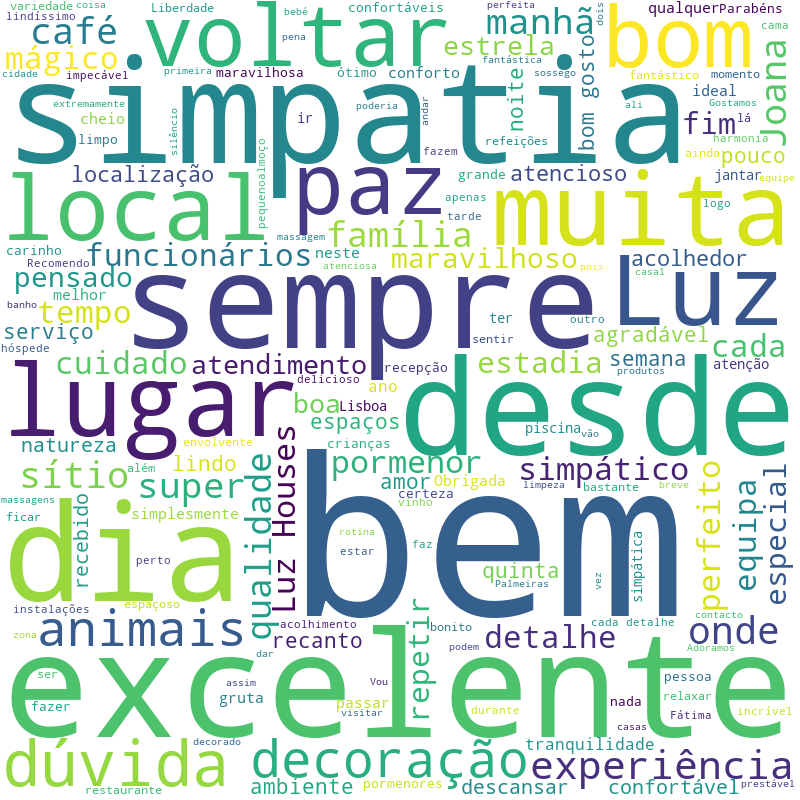 variedade coisa Liberdade bebé confortáveis manhã qualquer Parabéns
lindíssimo café voltar pena perfeita dois bom cama
mágico cidade impecável primeira maravilhosa ótimo conforto estrela fantástica sossego bom gosto fantástico momento Joana
simpatia
extremamente cheio limpo silêncio ir poderia andar fazem noite refeições ali ideal Gostamos fim lá harmonia
localização pequenoalmoço paz grande apenas tarde atencioso ainda pouco jantar equipe
local muita logo
carinho Recomendo funcionários massagem família neste atenciosa maravilhoso pois acolhedor casal
pensado melhor sempre Luz
banho tempo ter outro
serviço sentir agradável cada
hóspede cuidado atendimento recepção estadia semana atenção
lugar delicioso ano boa Lisboa desde produtos
espaços piscina vão
natureza envolvente crianças
sítio além lindo Luz Houses pormenor simpático
super qualidade amor Obrigada limpeza bastante breve
massagens recebido certeza vinho perfeito equipa especial
ficar dia simplesmente bem
rotina
perto estar faz quinta simpática vez
Palmeiras
instalações espaçoso
animais acolhimento cada detalhe contacto
zona recanto bonito detalhe onde
repetir podem Adoramos
dar
excelente
ser assim Vou pessoa
fazer gruta passar nada relaxar
visitar durante Fátima incrível
casas
dúvida decorado decoração tranquilidade
experiência
restaurante ambiente pormenores descansar confortável prestável